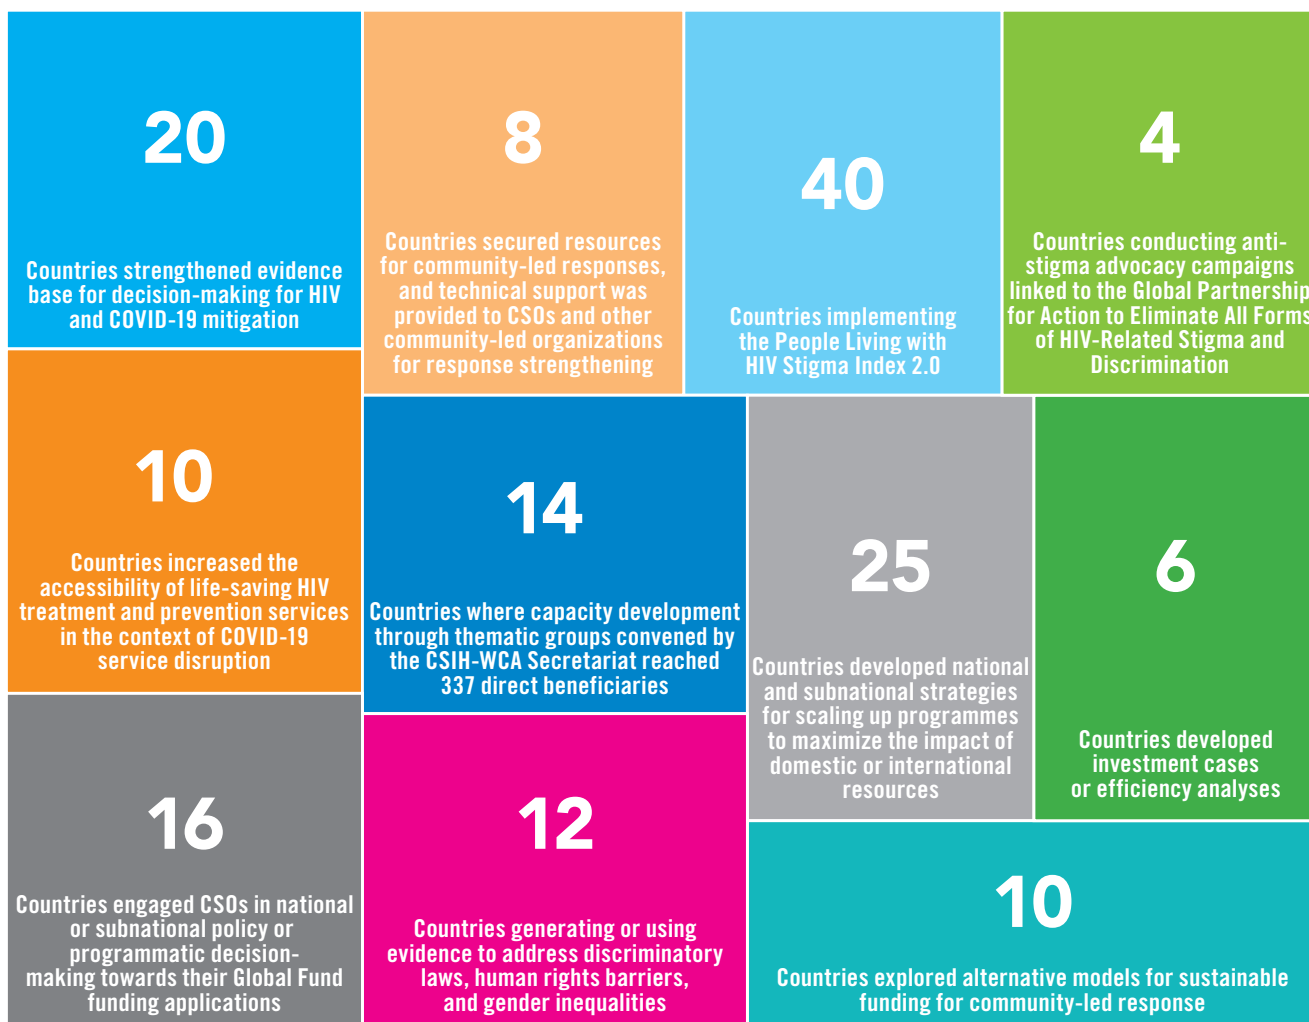 20
Countries strengthened evidence
base for decision-making for HIV
and COVID-19 mitigation
8
Countries secured resources
for community-led responses,
and technical support was
provided to CSOs and other
community-led organizations
for response strengthening
40
Countries implementing
the People Living with
HIV Stigma Index 2.0
4
Countries conducting anti-
stigma advocacy campaigns
linked to the Global Partnership
for Action to Eliminate All Forms
of HIV-Related Stigma and
Discrimination
10
Countries increased the
accessibility of life-saving HIV
treatment and prevention services
in the context of COVID-19
service disruption
14
Countries where capacity development
through thematic groups convened by
the CSIH-WCA Secretariat reached
337 direct beneficiaries
25
Countries developed national
and subnational strategies
for scaling up programmes
to maximize the impact of
domestic or international
resources
6
Countries developed
investment cases
or efficiency analyses
16
Countries engaged CSOs in national
or subnational policy or
programmatic decision-
making towards their Global Fund
funding applications
12
Countries generating or using
evidence to address discriminatory
laws, human rights barriers,
and gender inequalities
10
Countries explored alternative models for sustainable
funding for community-led response